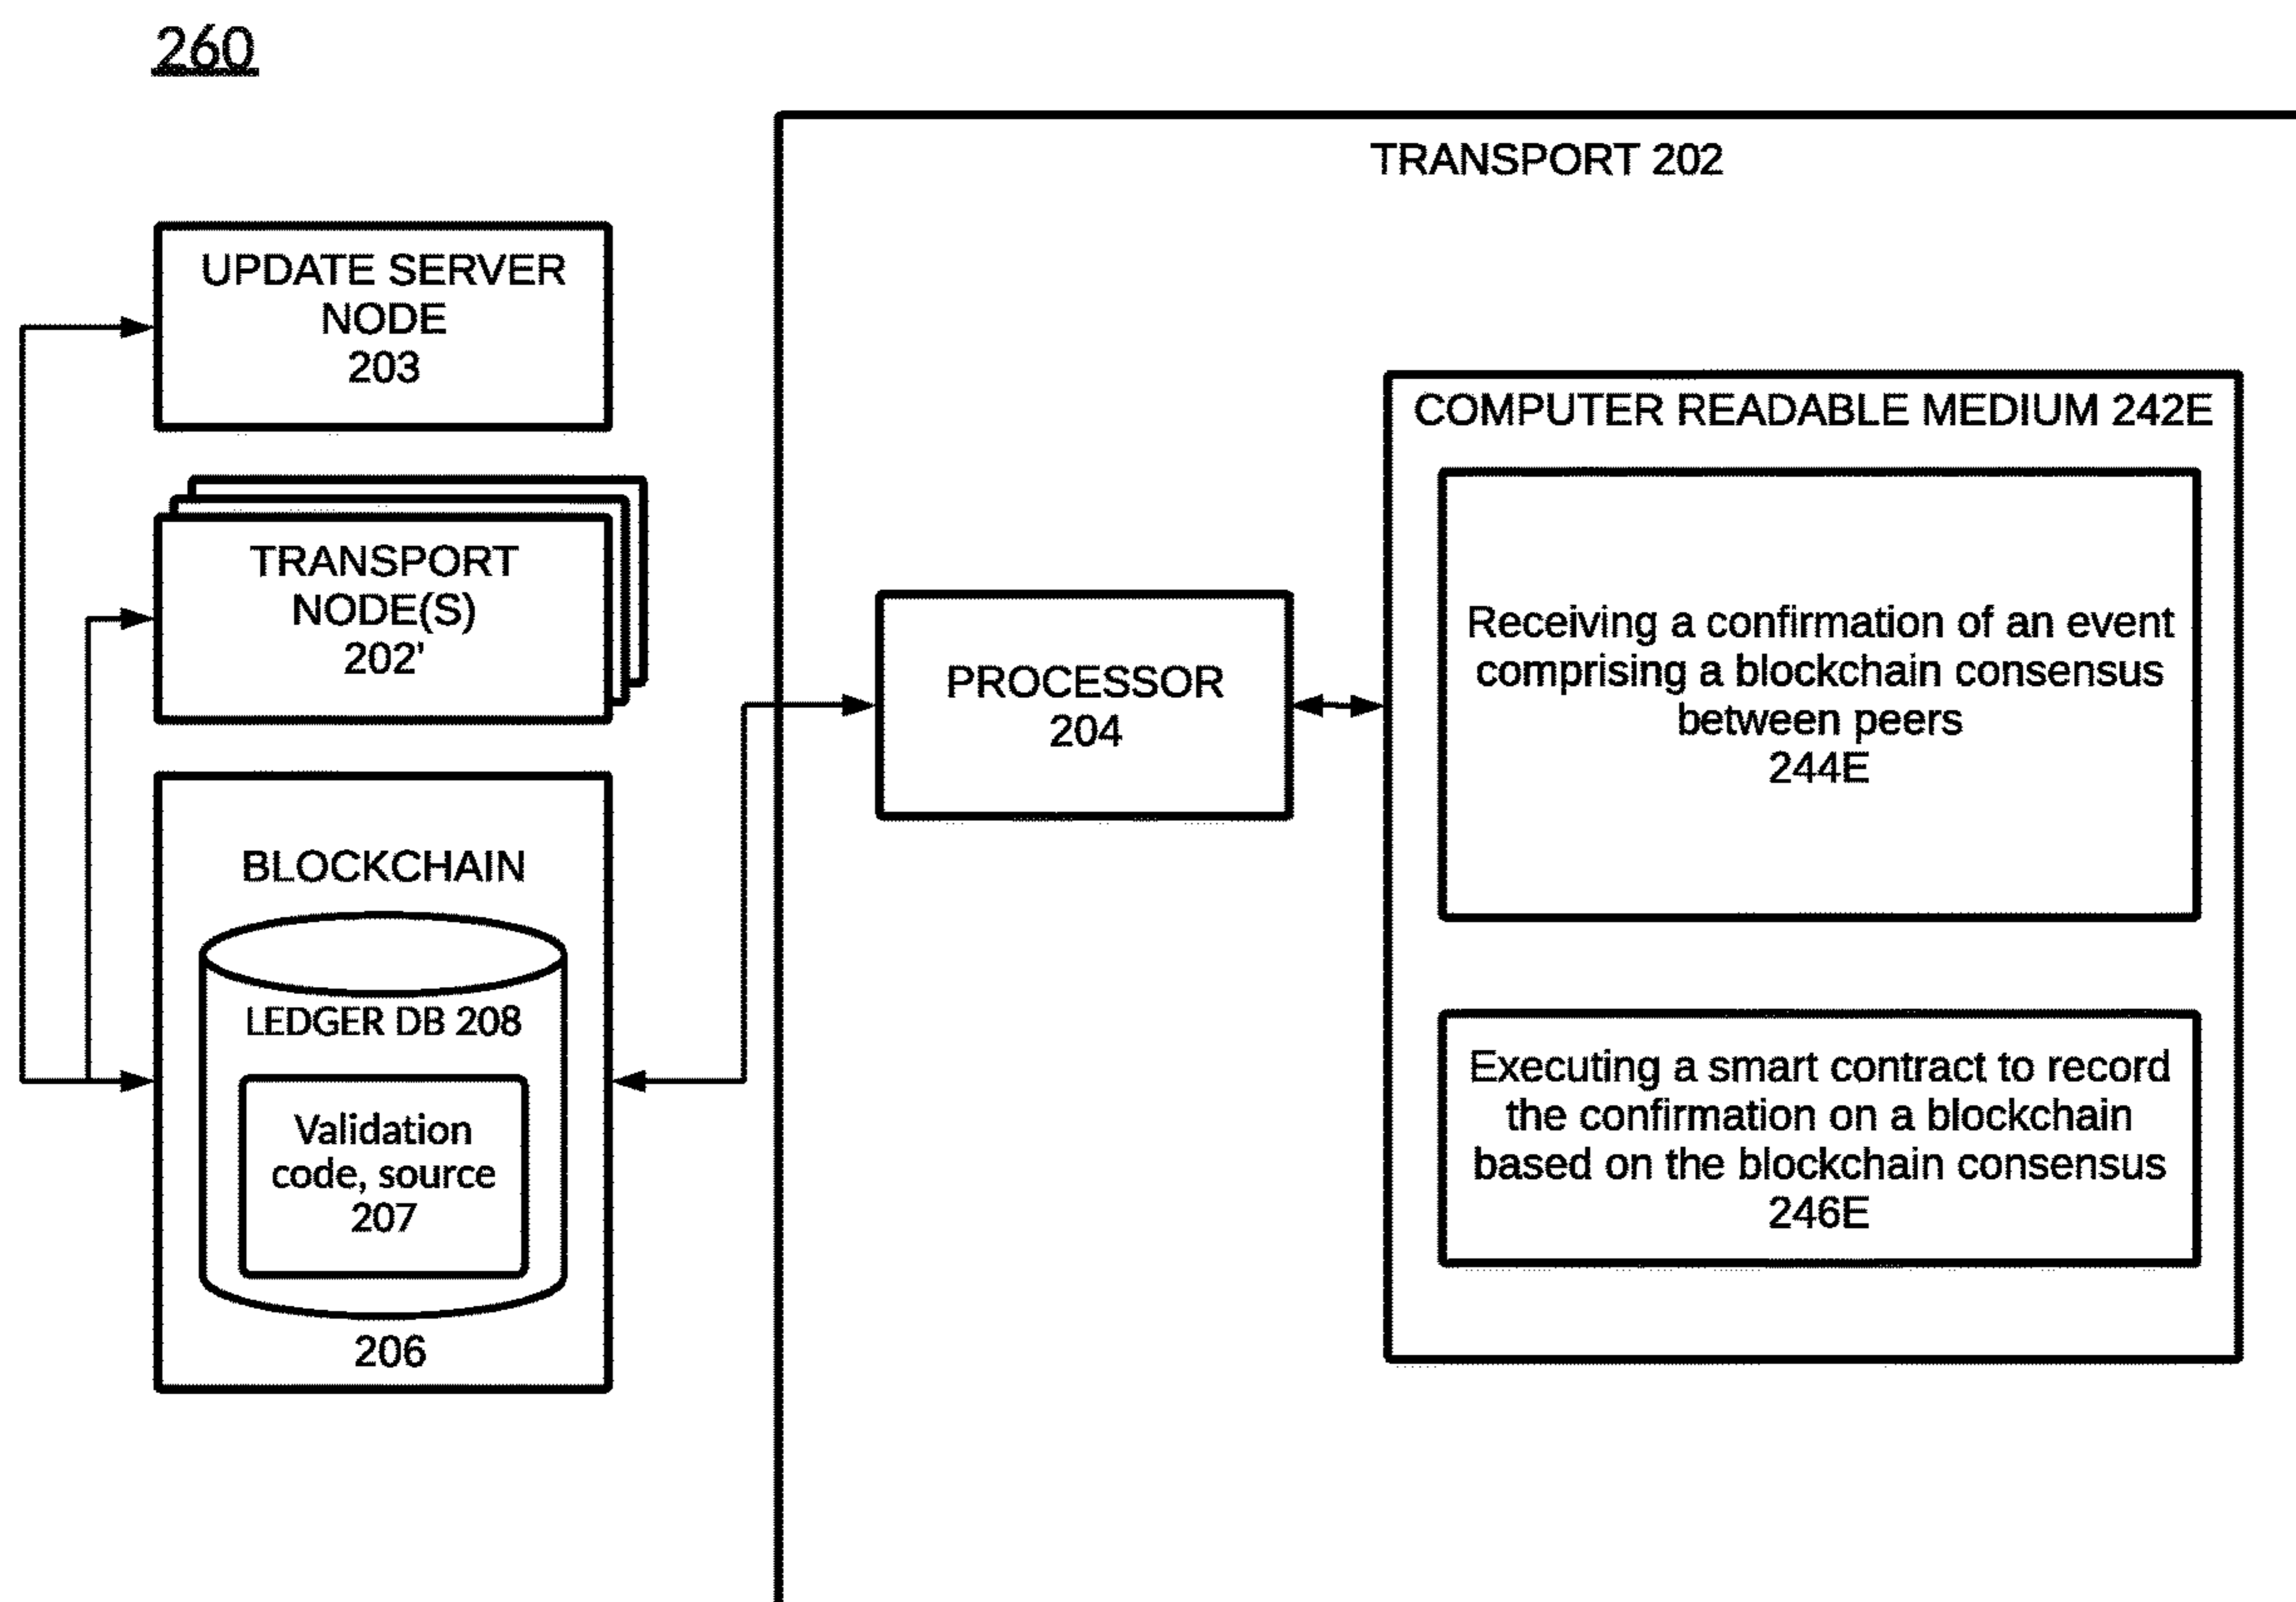 260
TRANSPORT 202
UPDATE SERVER
NODE
203
TRANSPORT
NODE(S)
202'
BLOCKCHAIN
LEDGER DB 208
Validation
code, source
207
206
PROCESSOR
204
COMPUTER READABLE MEDIUM 242E
Receiving a confirmation of an event
comprising a blockchain consensus
between peers
244E
Executing a smart contract to record
the confirmation on a blockchain
based on the blockchain consensus
246E